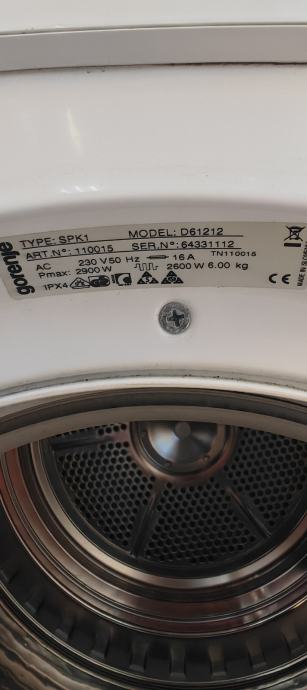 gorenje
TYPE: SPK1 MODEL: D61212
ART.N°: 110015 SER.N°: 64331112
TN110015
AC 230 V 50 Hz 16 A
Pmax: 2900 W 2600 W 6.00 kg
IPX4 CE
MADE IN